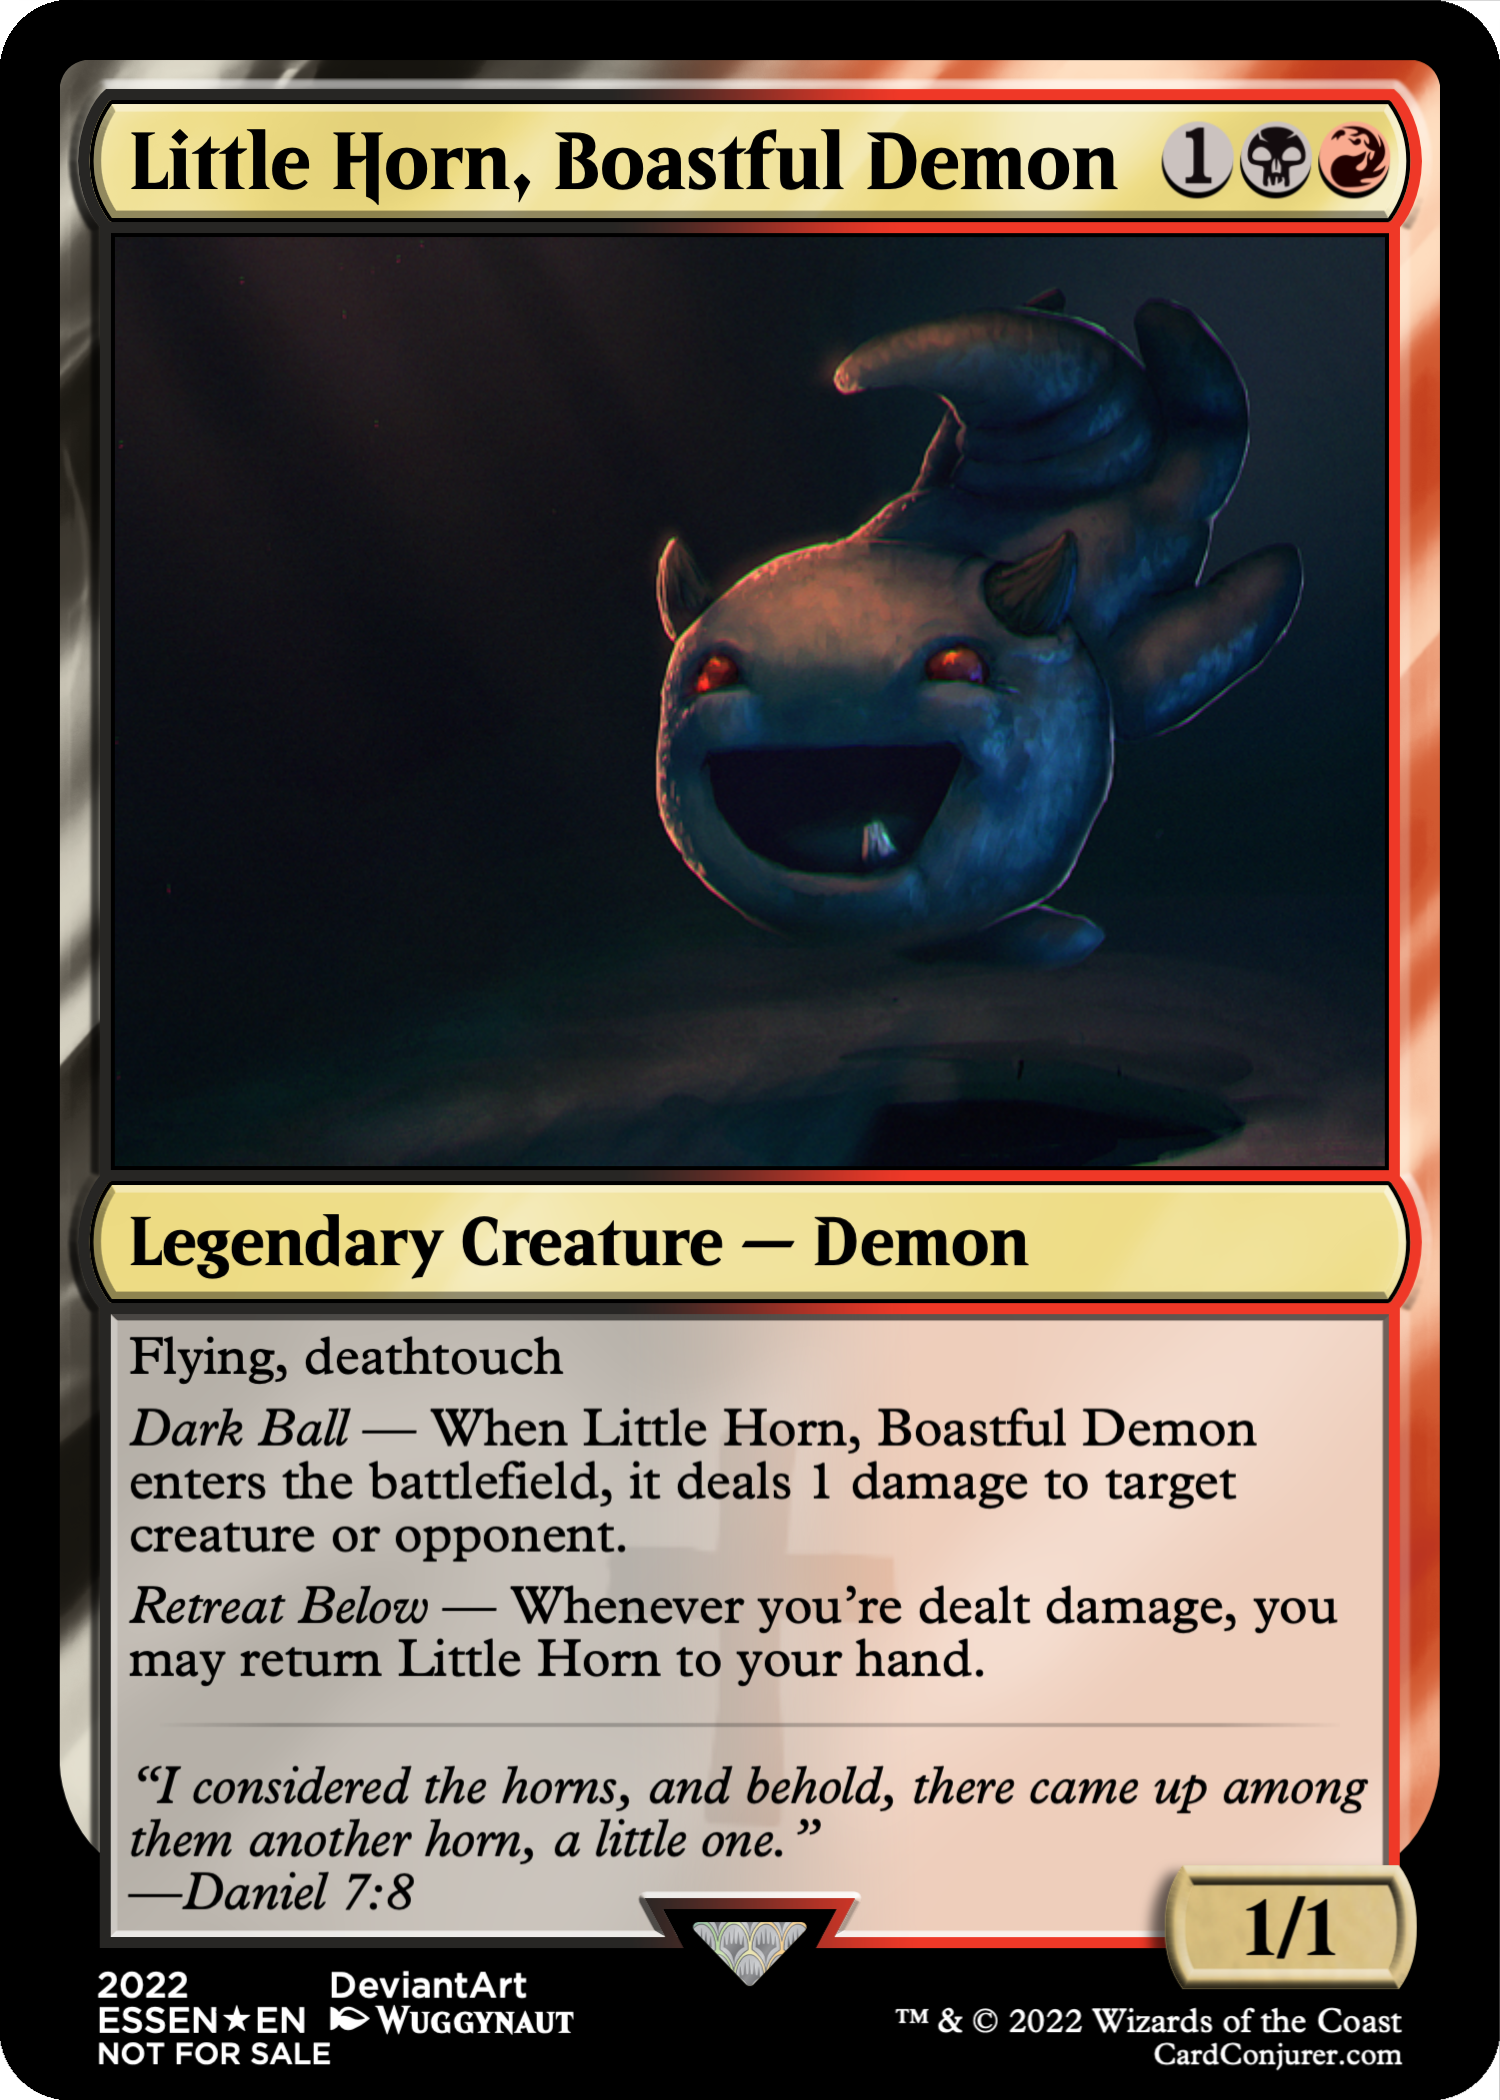 Little Horn, Boastful Demon 1
Legendary Creature — Demon
Flying, deathtouch
Dark Ball — When Little Horn, Boastful Demon
enters the battlefield, it deals 1 damage to target
creature or opponent.
Retreat Below — Whenever you're dealt damage, you
may return Little Horn to your hand.
“I considered the horns, and behold, there came up among
them another horn, a little one.”
—Daniel 7:8
1/1
2022 DeviantArt
ESSEN★EN Wuggynaut
NOT FOR SALE
™ & © 2022 Wizards of the Coast
CardConjurer.com